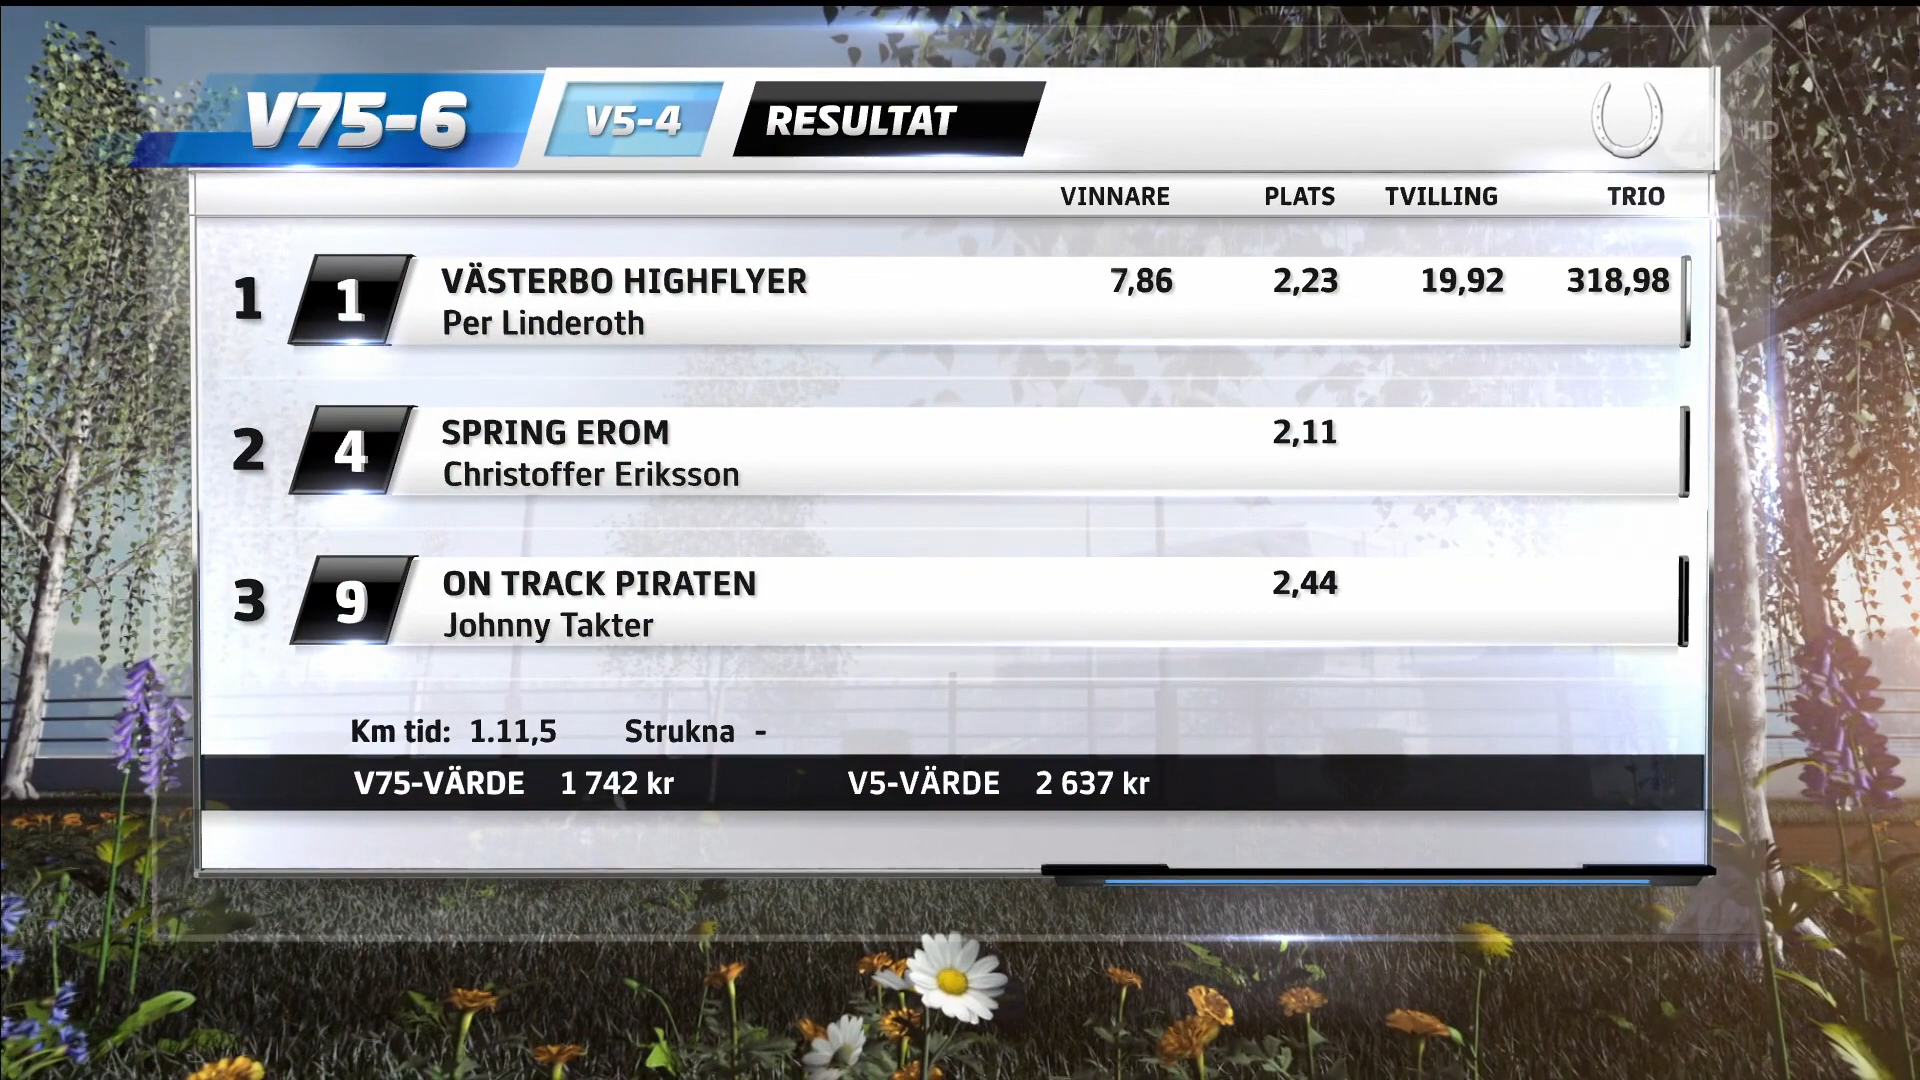 V75-6 V5-4 RESULTAT
HD
VINNARE PLATS TVILLING TRIO
1 1 VÄSTERBO HIGHFLYER 7,86 2,23 19,92 318,98
Per Linderoth
2 4 SPRING EROM 2,11
Christoffer Eriksson
3 9 ON TRACK PIRATEN 2,44
Johnny Takter
Km tid: 1.11,5 Strukna -
V75-VÄRDE 1 742 kr V5-VÄRDE 2 637 kr